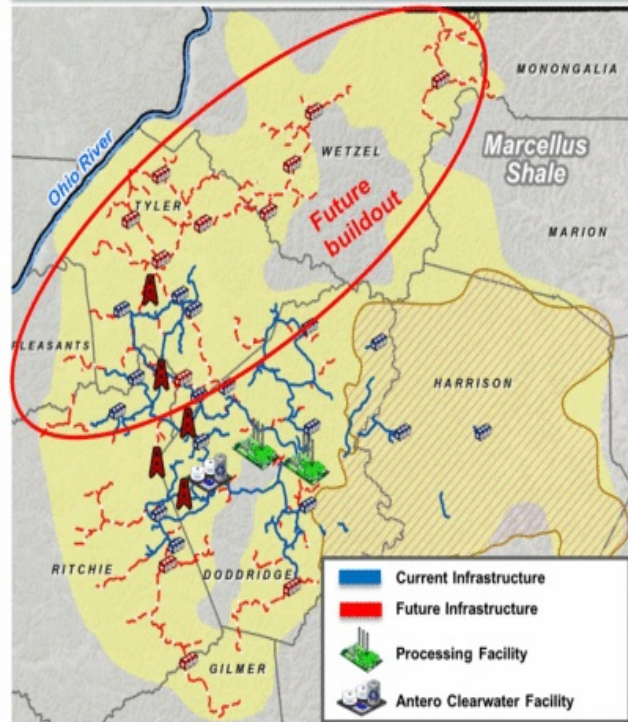 MONONGALIA
Ohio River
WETZEL
Marcellus
Shale
TYLER
Future
buildout
MARION
PLEASANTS
HARRISON
RITCHIE
DODDRIDGE
GILMER
Current Infrastructure
Future Infrastructure
Processing Facility
Antero Clearwater Facility